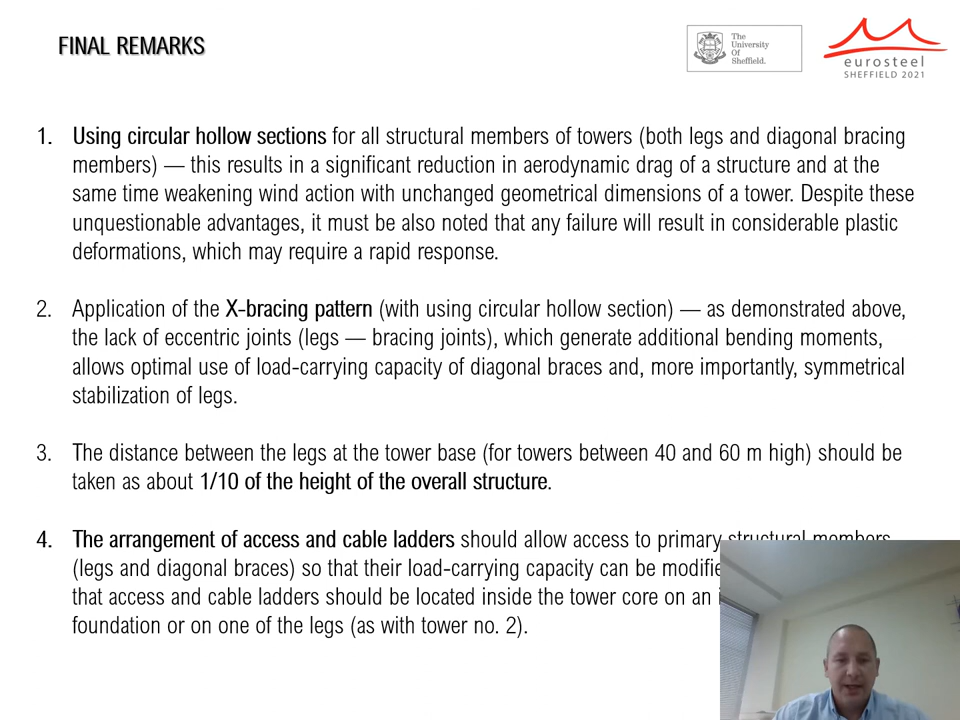 FINAL REMARKS
The
University
Of
Sheffield.
eurosteel
SHEFFIELD 2021
1. Using circular hollow sections for all structural members of towers (both legs and diagonal bracing
members) — this results in a significant reduction in aerodynamic drag of a structure and at the
same time weakening wind action with unchanged geometrical dimensions of a tower. Despite these
unquestionable advantages, it must be also noted that any failure will result in considerable plastic
deformations, which may require a rapid response.
2. Application of the X-bracing pattern (with using circular hollow section) — as demonstrated above,
the lack of eccentric joints (legs — bracing joints), which generate additional bending moments,
allows optimal use of load-carrying capacity of diagonal braces and, more importantly, symmetrical
stabilization of legs.
3. The distance between the legs at the tower base (for towers between 40 and 60 m high) should be
taken as about 1/10 of the height of the overall structure.
4. The arrangement of access and cable ladders should allow access to primary structural members
(legs and diagonal braces) so that their load-carrying capacity can be
that access and cable ladders should be located inside the tower core on an
foundation or on one of the legs (as with tower no. 2).